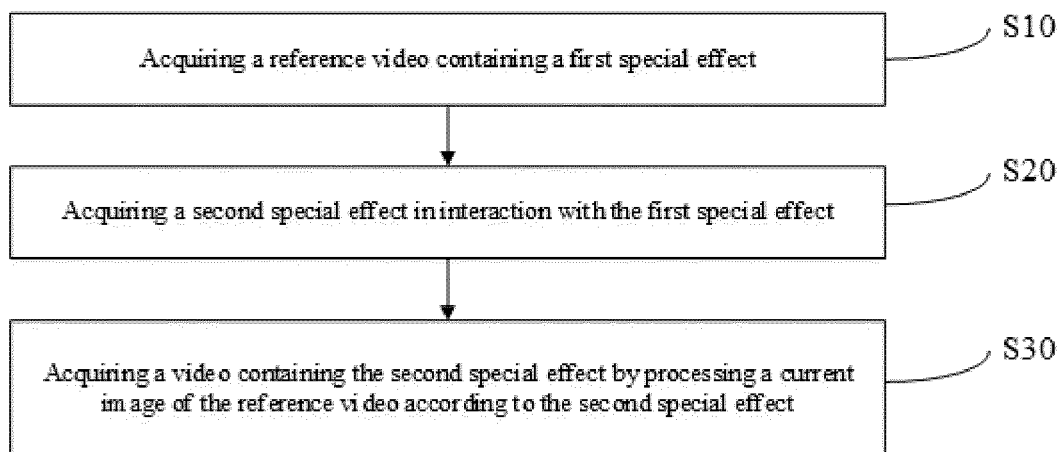 S10
Acquiring a reference video containing a first special effect
S20
Acquiring a second special effect in interaction with the first special effect
S30
Acquiring a video containing the second special effect by processing a current
image of the reference video according to the second special effect